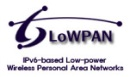 6LoWPAN
IPv6-based Low-power
Wireless Personal Area Networks